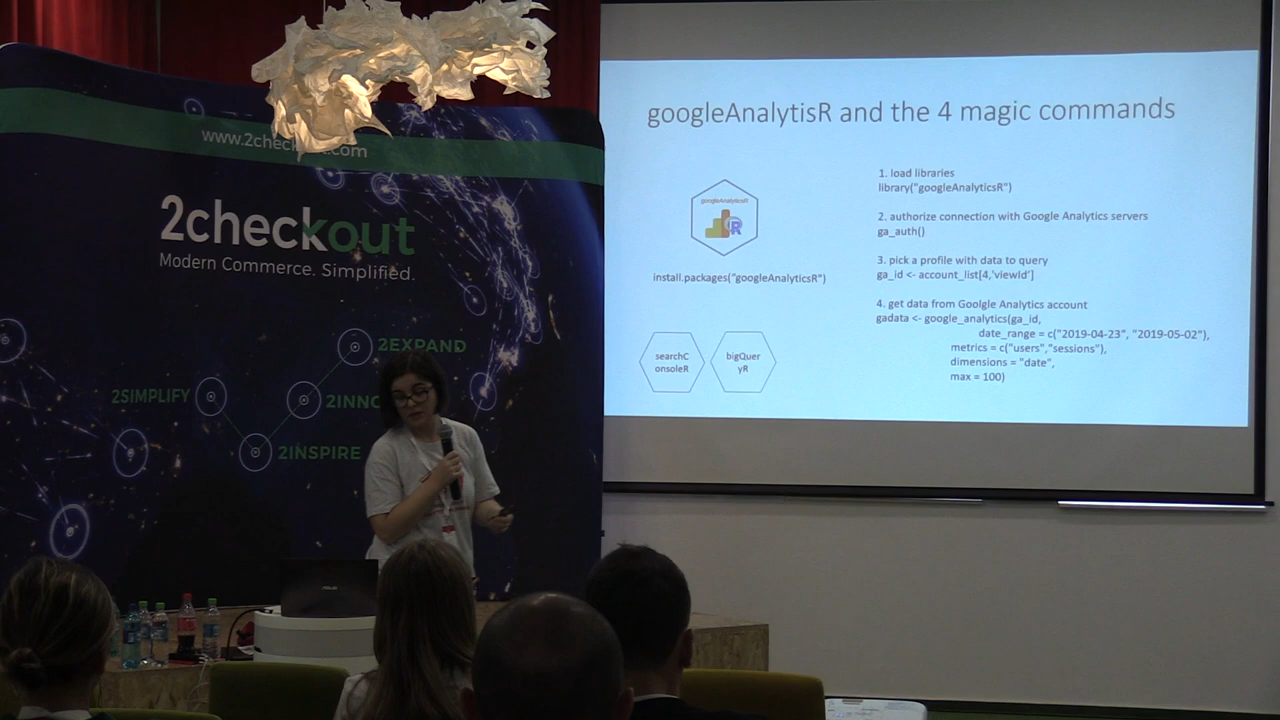 www.2check
.com
2checkout
Modern Commerce. Simplified.
2EXPAND
2SIMPLIFY
2INNO
2INSPIRE
googleAnalytisR and the 4 magic commands
googleAnalyticsR
R
install.packages("googleAnalyticsR")
searchC
onsoleR
bigQuer
yR
1. load libraries
library("googleAnalyticsR")
2. authorize connection with Google Analytics servers
ga_auth()
3. pick a profile with data to query
ga_id <- account_list[4,'viewId']
4. get data from Goolgle Analytics account
gadata <- google_analytics(ga_id,
date_range = c("2019-04-23", "2019-05-02"),
metrics = c("users","sessions"),
dimensions = "date",
max = 100)
ASUS